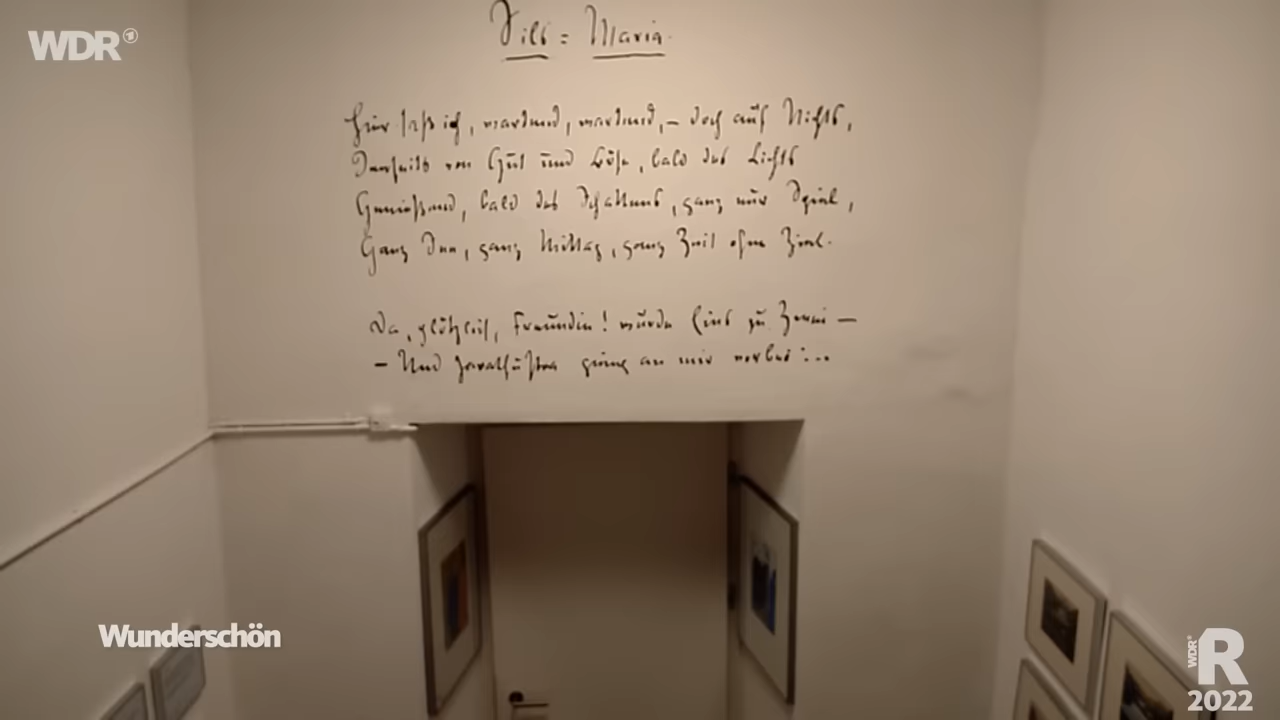 WDR
Sils = Maria.
Hier saß ich, wartend, wartend, — doch auf Nichts,
Jenseits von Gut und Böse, bald des Lichts
Genießend, bald des Schattens, ganz nur Spiel,
Ganz See, ganz Mittag, ganz Zeit ohne Ziel.
Da, plötzlich, Freundin! wurde Eins zu Zwei —
— Und Zarathustra gieng an mir vorbei ...
Wunderschön
WDR R
2022